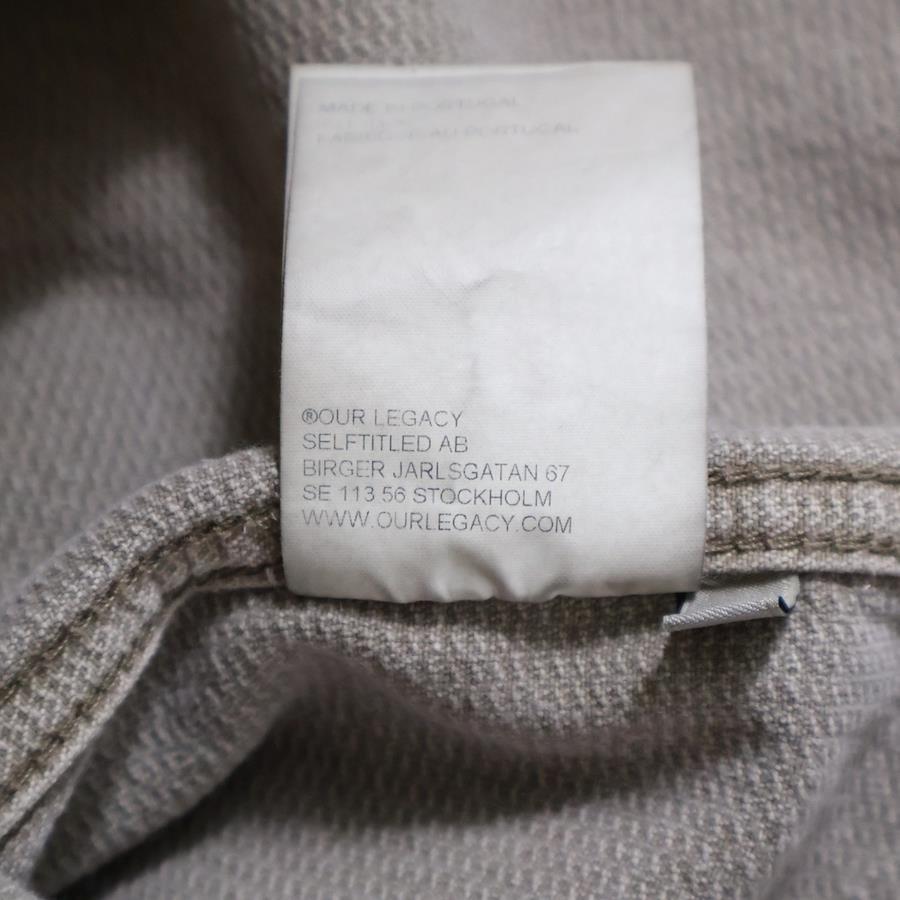 MADE IN PORTUGAL
FABRIQUE AU PORTUGAL
®OUR LEGACY
SELFTITLED AB
BIRGER JARLSGATAN 67
SE 113 56 STOCKHOLM
WWW.OURLEGACY.COM